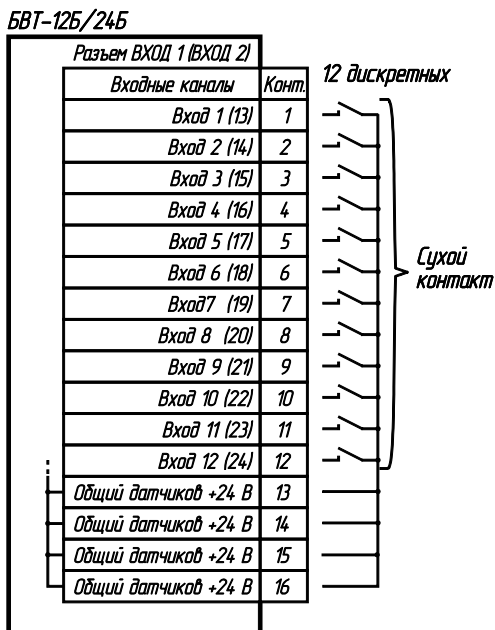 БВТ-12Б/24Б
Разъем ВХОД 1 (ВХОД 2)
Входные каналы Конт.
12 дискретных
Вход 1 (13) 1
Вход 2 (14) 2
Вход 3 (15) 3
Вход 4 (16) 4
Вход 5 (17) 5
Вход 6 (18) 6
Вход7 (19) 7
Вход 8 (20) 8
Вход 9 (21) 9
Вход 10 (22) 10
Вход 11 (23) 11
Вход 12 (24) 12
Сухой
контакт
Общий датчиков +24 В 13
Общий датчиков +24 В 14
Общий датчиков +24 В 15
Общий датчиков +24 В 16